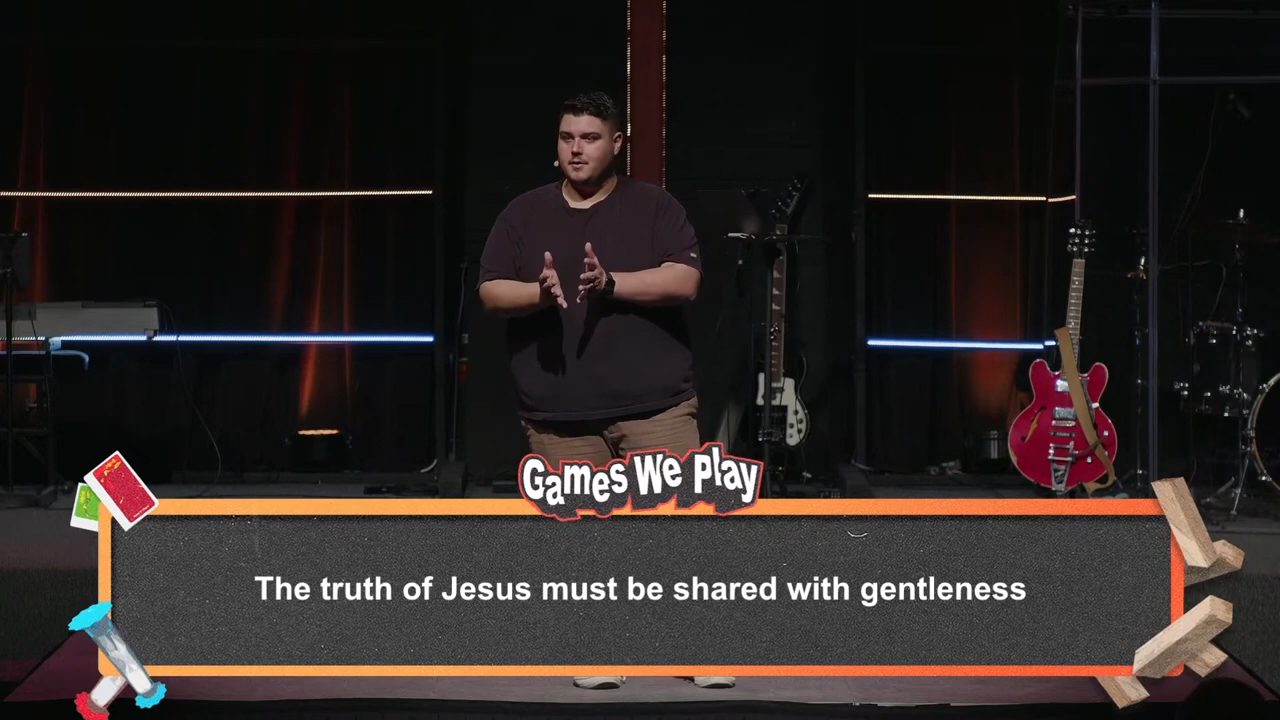 Games We Play
The truth of Jesus must be shared with gentleness